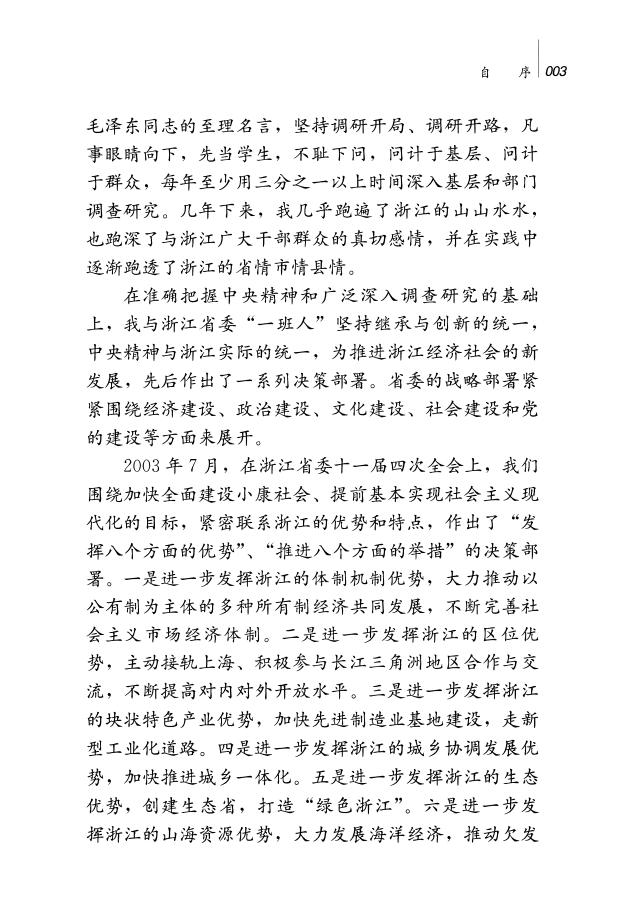 自 序 003
毛泽东同志的至理名言，坚持调研开局、调研开路，凡
事眼睛向下，先当学生，不耻下问，问计于基层、问计
于群众，每年至少用三分之一以上时间深入基层和部门
调查研究。几年下来，我几乎跑遍了浙江的山山水水，
也跑深了与浙江广大干部群众的真切感情，并在实践中
逐渐跑透了浙江的省情市情县情。
在准确把握中央精神和广泛深入调查研究的基础
上，我与浙江省委“一班人”坚持继承与创新的统一，
中央精神与浙江实际的统一，为推进浙江经济社会的新
发展，先后作出了一系列决策部署。省委的战略部署紧
紧围绕经济建设、政治建设、文化建设、社会建设和党
的建设等方面来展开。
2003 年 7 月，在浙江省委十一届四次全会上，我们
围绕加快全面建设小康社会、提前基本实现社会主义现
代化的目标，紧密联系浙江的优势和特点，作出了“发
挥八个方面的优势”、“推进八个方面的举措”的决策部
署。一是进一步发挥浙江的体制机制优势，大力推动以
公有制为主体的多种所有制经济共同发展，不断完善社
会主义市场经济体制。二是进一步发挥浙江的区位优
势，主动接轨上海、积极参与长江三角洲地区合作与交
流，不断提高对内对外开放水平。三是进一步发挥浙江
的块状特色产业优势，加快先进制造业基地建设，走新
型工业化道路。四是进一步发挥浙江的城乡协调发展优
势，加快推进城乡一体化。五是进一步发挥浙江的生态
优势，创建生态省，打造“绿色浙江”。六是进一步发
挥浙江的山海资源优势，大力发展海洋经济，推动欠发